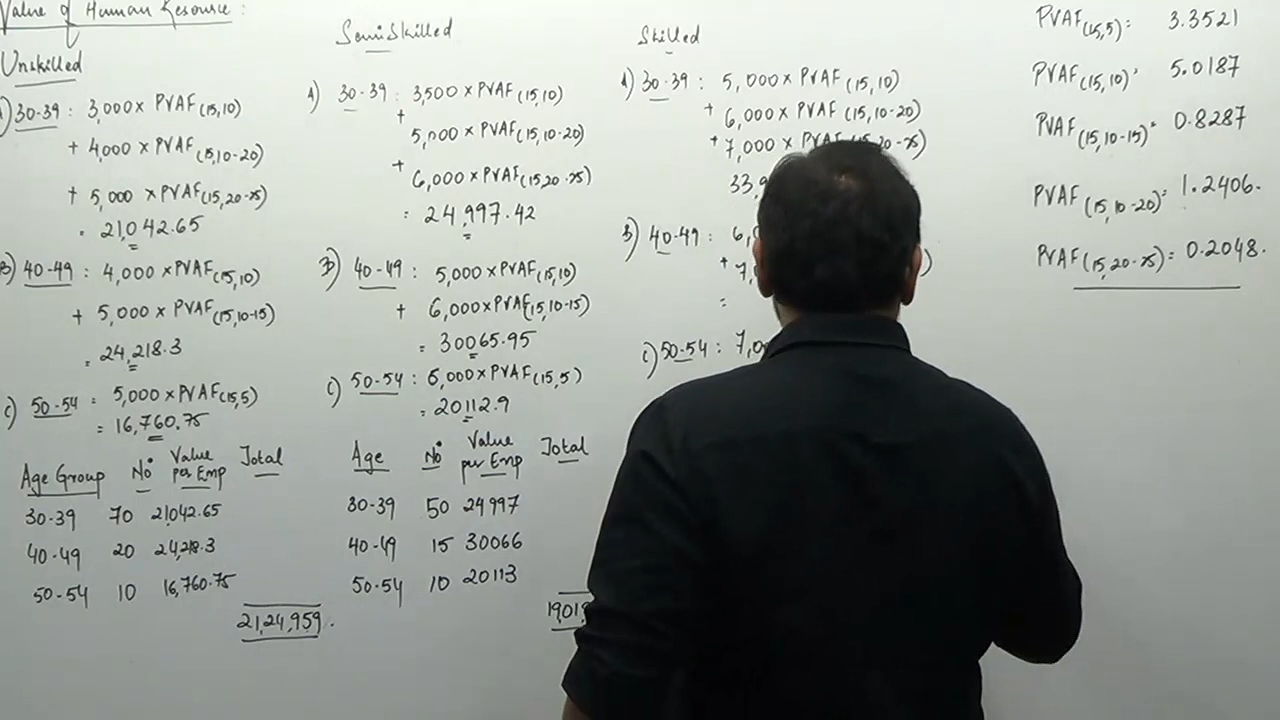 Value of Human Resource:
Unskilled
A) 30-39: 3,000 x PVAF(15,10)
+ 4,000 x PVAF(15,10-20)
+ 5,000 x PVAF(15,20-25)
= 21,042.65
B) 40-49: 4,000 x PVAF(15,10)
+ 5,000 x PVAF(15,10-15)
= 24,218.3
C) 50-54 = 5,000 x PVAF(15,5)
= 16,760.75
Age Group No Value per Emp Total
30-39 70 21042.65
40-49 20 24,218.3
50-54 10 16,760.75
21,24,959.
Semi Skilled
A) 30-39: 3,500 x PVAF(15,10)
+
5,000 x PVAF(15,10-20)
+
6,000 x PVAF(15,20-25)
= 24,997.42
B) 40-49: 5,000 x PVAF(15,10)
+ 6,000 x PVAF(15,10-15)
= 30065.95
C) 50-54: 6,000 x PVAF(15,5)
= 20112.9
Age No Value per Emp Total
30-39 50 24997
40-49 15 30066
50-54 10 20113
Skilled
A) 30-39: 5,000 x PVAF(15,10)
+ 6,000 x PVAF(15,10-20)
+ 7,000 x PVAF(15,20-25)
B) 40-49:
+
=
C) 50-54:
PVAF(15,5): 3.3521
PVAF(15,10)= 5.0187
PVAF(15,10-15)= 0.8287
PVAF(15,10-20)= 1.2406.
PVAF(15,20-25)= 0.2048.